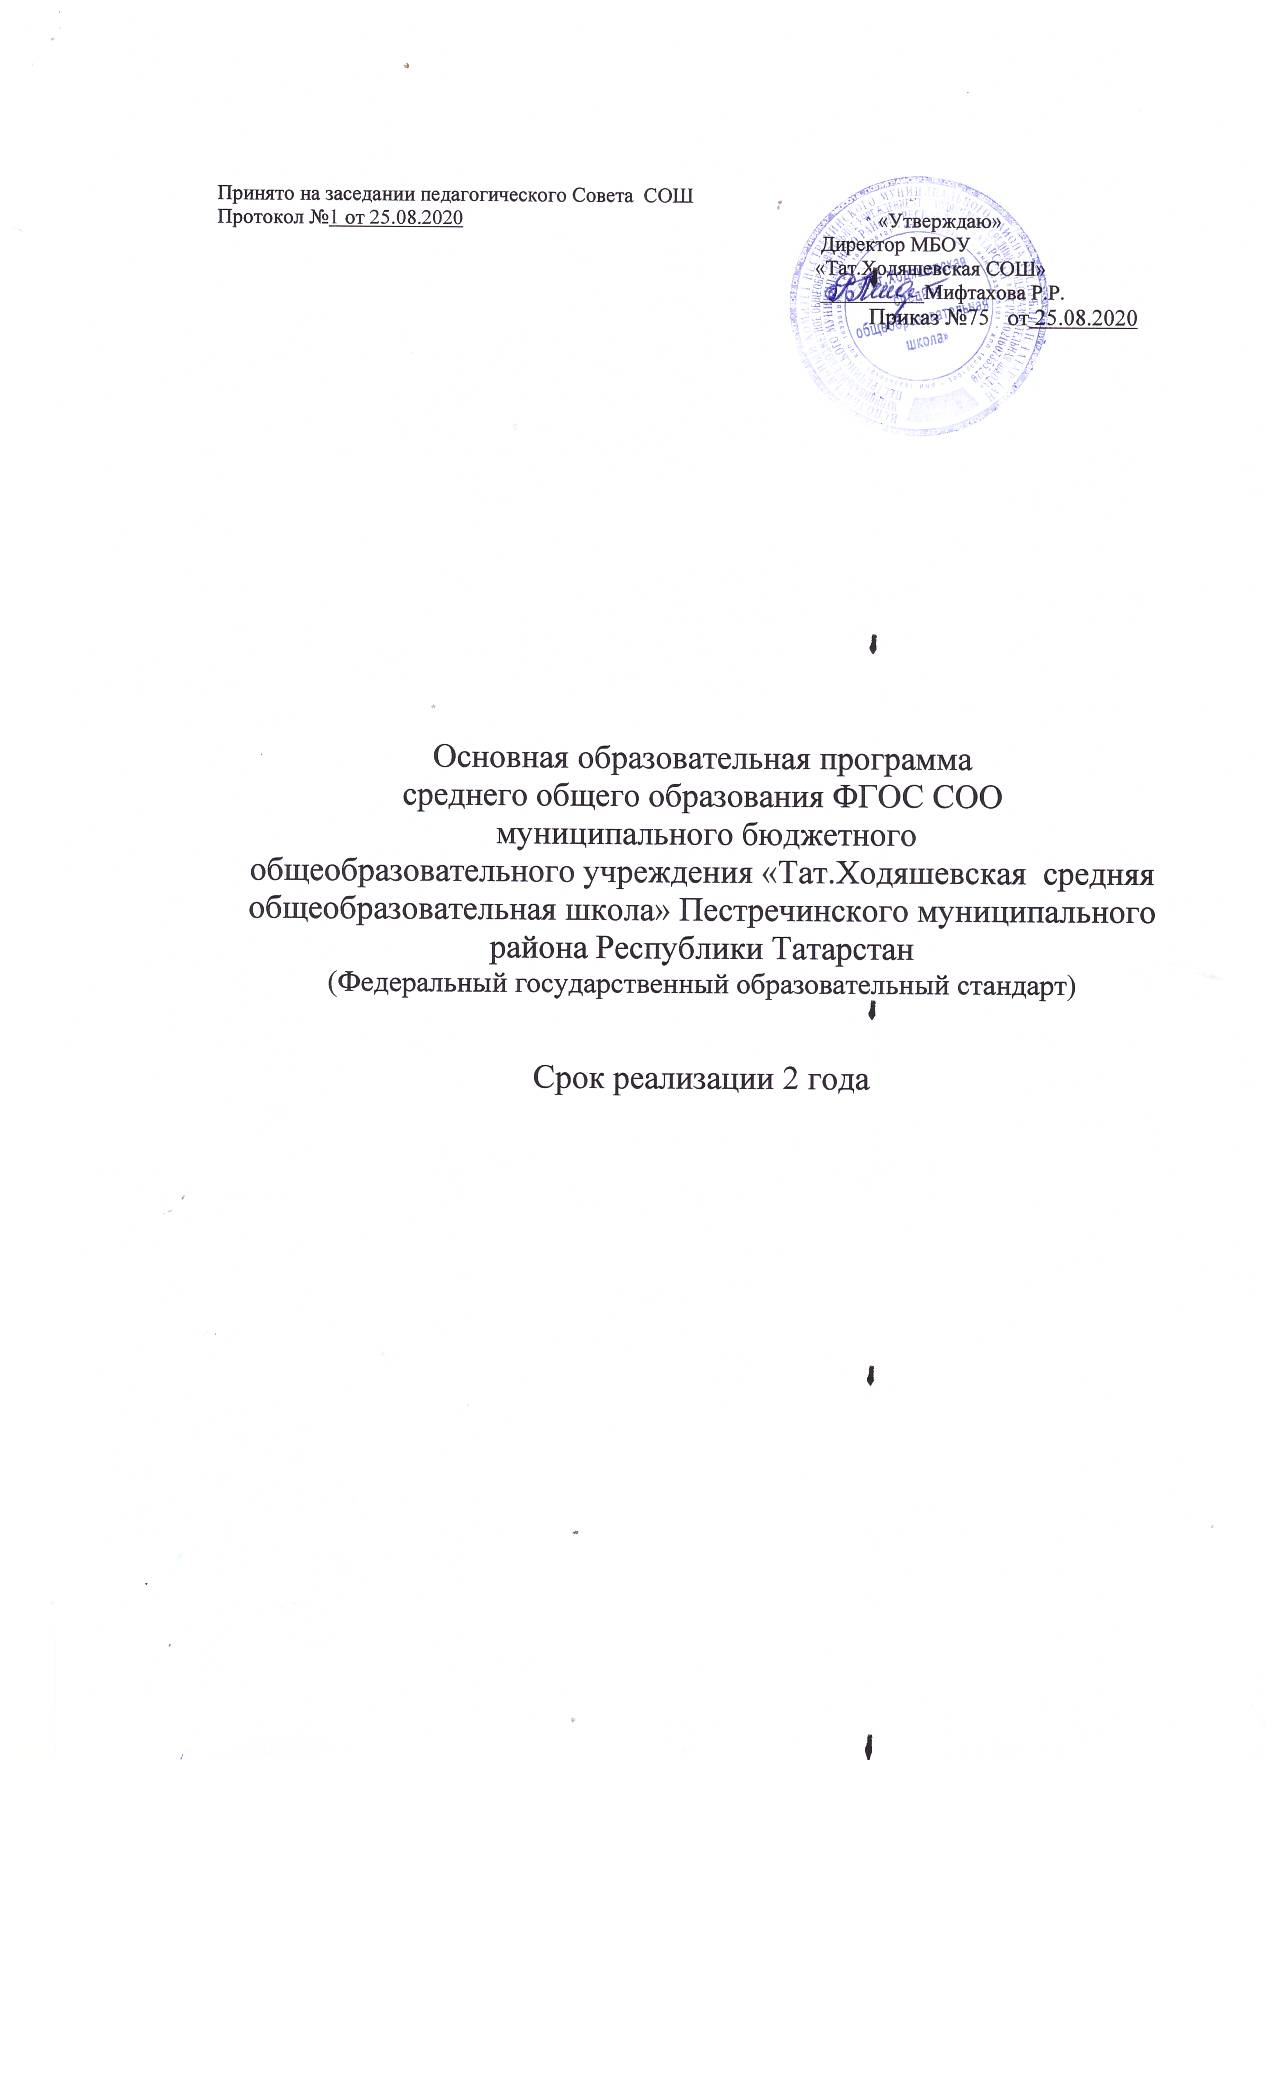 Принято на заседании педагогического Совета СОШ
Протокол №1 от 25.08.2020
«Утверждаю»
Директор МБОУ
«Тат.Ходяшевская СОШ»
Мифтахова Р.Р.
Приказ №75 от 25.08.2020
общеобразовательная
школа»
Основная образовательная программа
среднего общего образования ФГОС СОО
муниципального бюджетного
общеобразовательного учреждения «Тат.Ходяшевская средняя
общеобразовательная школа» Пестречинского муниципального
района Республики Татарстан
(Федеральный государственный образовательный стандарт)
Срок реализации 2 года